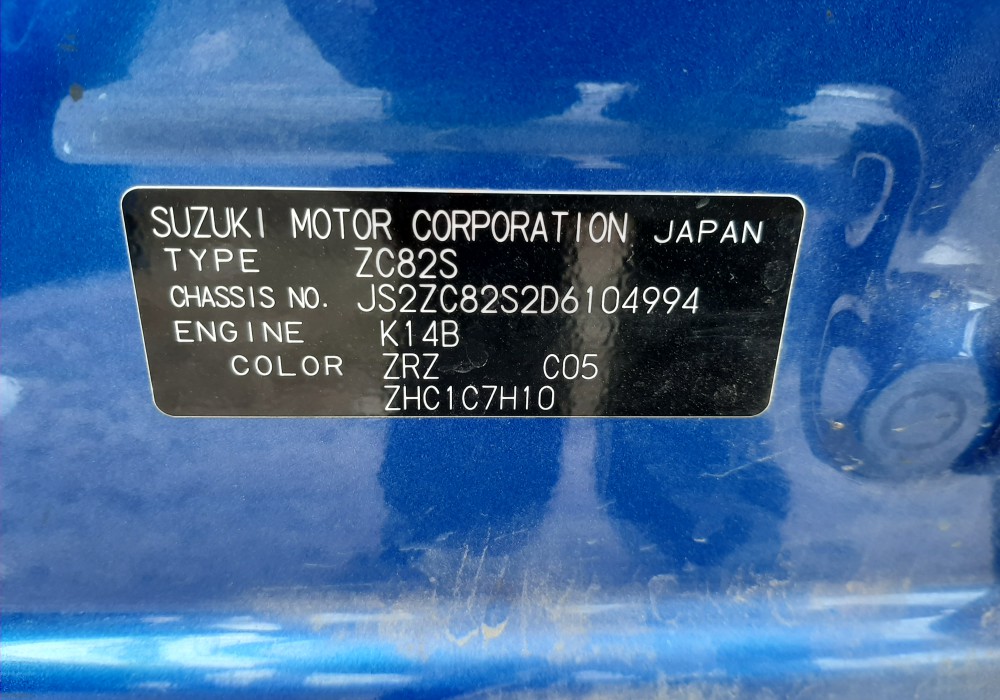 SUZUKI MOTOR CORPORATION JAPAN
TYPE ZC82S
CHASSIS NO. JS2ZC82S2D6104994
ENGINE K14B
COLOR ZRZ C05
ZHC1C7H10